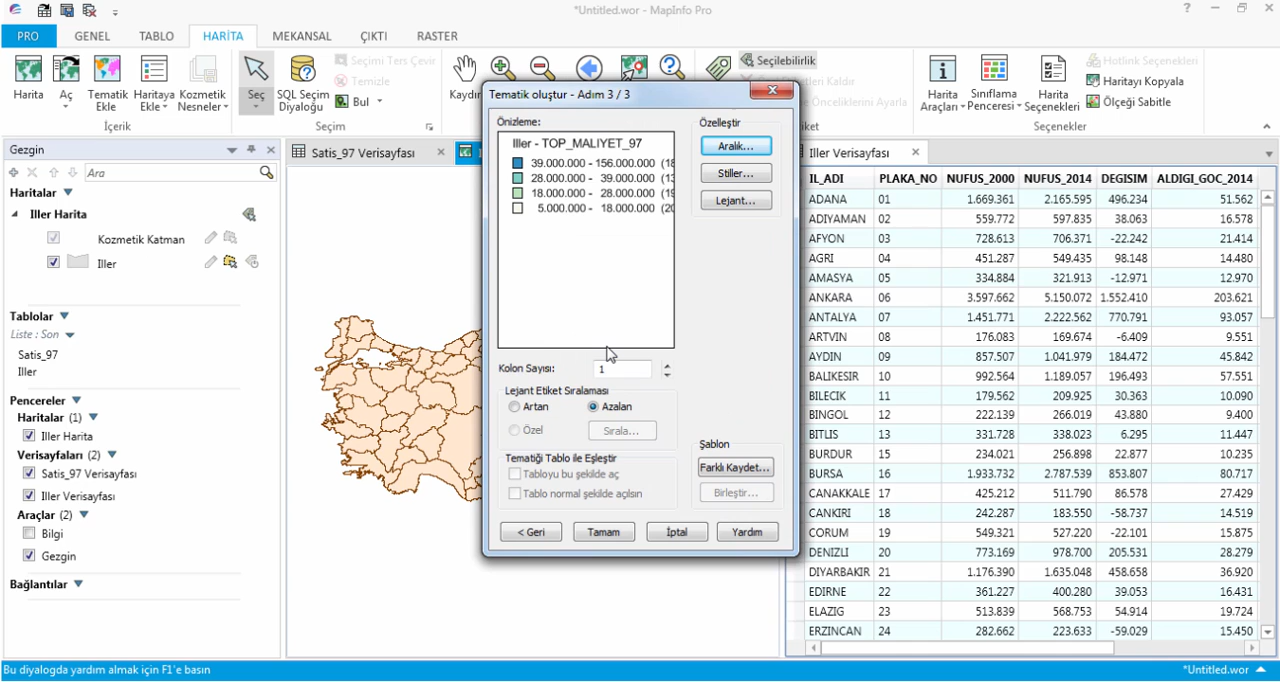 *Untitled.wor - MapInfo Pro
PRO GENEL TABLO HARİTA MEKANSAL ÇIKTI RASTER
Harita
Aç
Tematik Ekle
Haritaya Ekle
Kozmetik Nesneler
İçerik
Seç
SQL Seçim Diyaloğu
Seçimi Ters Çevir
Temizle
Bul
Seçim
Seçilebilirlik
Harita Araçları
Sınıflama Penceresi
Harita Seçenekleri
Hotlink Seçenekleri
Haritayı Kopyala
Ölçeği Sabitle
Seçenekler
Gezgin
Ara
Haritalar
Iller Harita
Kozmetik Katman
Iller
Tablolar
Liste : Son
Satis_97
Iller
Pencereler
Haritalar (1)
Iller Harita
Verisayfaları (2)
Satis_97 Verisayfası
Iller Verisayfası
Araçlar (2)
Bilgi
Gezgin
Bağlantılar
Satis_97 Verisayfası
Tematik oluştur - Adım 3 / 3
Önizleme:
Iller - TOP_MALIYET_97
39.000.000 - 156.000.000 (18
28.000.000 - 39.000.000 (13
18.000.000 - 28.000.000 (19
5.000.000 - 18.000.000 (20
Özelleştir
Aralık...
Stiller...
Lejant...
Kolon Sayısı: 1
Lejant Etiket Sıralaması
Artan Azalan
Özel Sırala...
Tematiği Tablo ile Eşleştir
Tabloyu bu şekilde aç
Tablo normal şekilde açılsın
Şablon
Farklı Kaydet...
Birleştir...
< Geri Tamam İptal Yardım
Iller Verisayfası
IL_ADI PLAKA_NO NUFUS_2000 NUFUS_2014 DEGISIM ALDIGI_GOC_2014
ADANA 01 1.669.361 2.165.595 496.234 51.562
ADIYAMAN 02 559.772 597.835 38.063 16.578
AFYON 03 728.613 706.371 -22.242 21.414
AGRI 04 451.287 549.435 98.148 14.480
AMASYA 05 334.884 321.913 -12.971 12.970
ANKARA 06 3.597.662 5.150.072 1.552.410 203.621
ANTALYA 07 1.451.771 2.222.562 770.791 93.057
ARTVIN 08 176.083 169.674 -6.409 9.551
AYDIN 09 857.507 1.041.979 184.472 45.842
BALIKESIR 10 992.564 1.189.057 196.493 57.551
BILECIK 11 179.562 209.925 30.363 10.090
BINGOL 12 222.139 266.019 43.880 9.400
BITLIS 13 331.728 338.023 6.295 11.447
BURDUR 15 234.021 256.898 22.877 10.235
BURSA 16 1.933.732 2.787.539 853.807 80.717
CANAKKALE 17 425.212 511.790 86.578 27.429
CANKIRI 18 242.287 183.550 -58.737 14.519
CORUM 19 549.321 527.220 -22.101 15.875
DENIZLI 20 773.169 978.700 205.531 28.279
DIYARBAKIR 21 1.176.390 1.635.048 458.658 36.920
EDIRNE 22 361.227 400.280 39.053 16.431
ELAZIG 23 513.839 568.753 54.914 19.724
ERZINCAN 24 282.662 223.633 -59.029 15.450
Bu diyalogda yardım almak için F1'e basın
*Untitled.wor